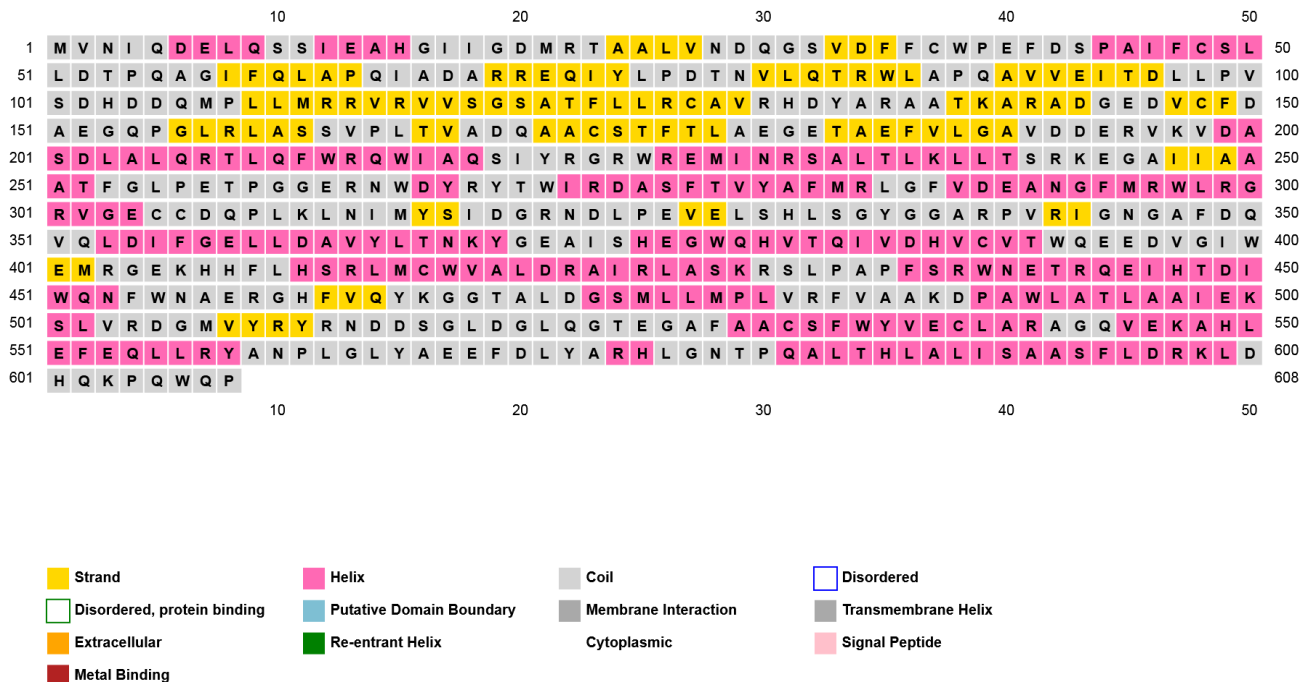 10 20 30 40 50
1 M V N I Q D E L Q S S I E A H G I I G D M R T A A L V N D Q G S V D F F C W P E F D S P A I F C S L 50
51 L D T P Q A G I F Q L A P Q I A D A R R E Q I Y L P D T N V L Q T R W L A P Q A V V E I T D L L P V 100
101 S D H D D Q M P L L M R R V R V V S G S A T F L L R C A V R H D Y A R A A T K A R A D G E D V C F D 150
151 A E G Q P G L R L A S S V P L T V A D Q A A C S T F T L A E G E T A E F V L G A V D D E R V K V D A 200
201 S D L A L Q R T L Q F W R Q W I A Q S I Y R G R W R E M I N R S A L T L K L L T S R K E G A I I A A 250
251 A T F G L P E T P G G E R N W D Y R Y T W I R D A S F T V Y A F M R L G F V D E A N G F M R W L R G 300
301 R V G E C C D Q P L K L N I M Y S I D G R N D L P E V E L S H L S G Y G G A R P V R I G N G A F D Q 350
351 V Q L D I F G E L L D A V Y L T N K Y G E A I S H E G W Q H V T Q I V D H V C V T W Q E E D V G I W 400
401 E M R G E K H H F L H S R L M C W V A L D R A I R L A S K R S L P A P F S R W N E T R Q E I H T D I 450
451 W Q N F W N A E R G H F V Q Y K G G T A L D G S M L L M P L V R F V A A K D P A W L A T L A A I E K 500
501 S L V R D G M V Y R Y R N D D S G L D G L Q G T E G A F A A C S F W Y V E C L A R A G Q V E K A H L 550
551 E F E Q L L R Y A N P L G L Y A E E F D L Y A R H L G N T P Q A L T H L A L I S A A S F L D R K L D 600
601 H Q K P Q W Q P 608
10 20 30 40 50
Strand Helix Coil Disordered
Disordered, protein binding Putative Domain Boundary Membrane Interaction Transmembrane Helix
Extracellular Re-entrant Helix Cytoplasmic Signal Peptide
Metal Binding